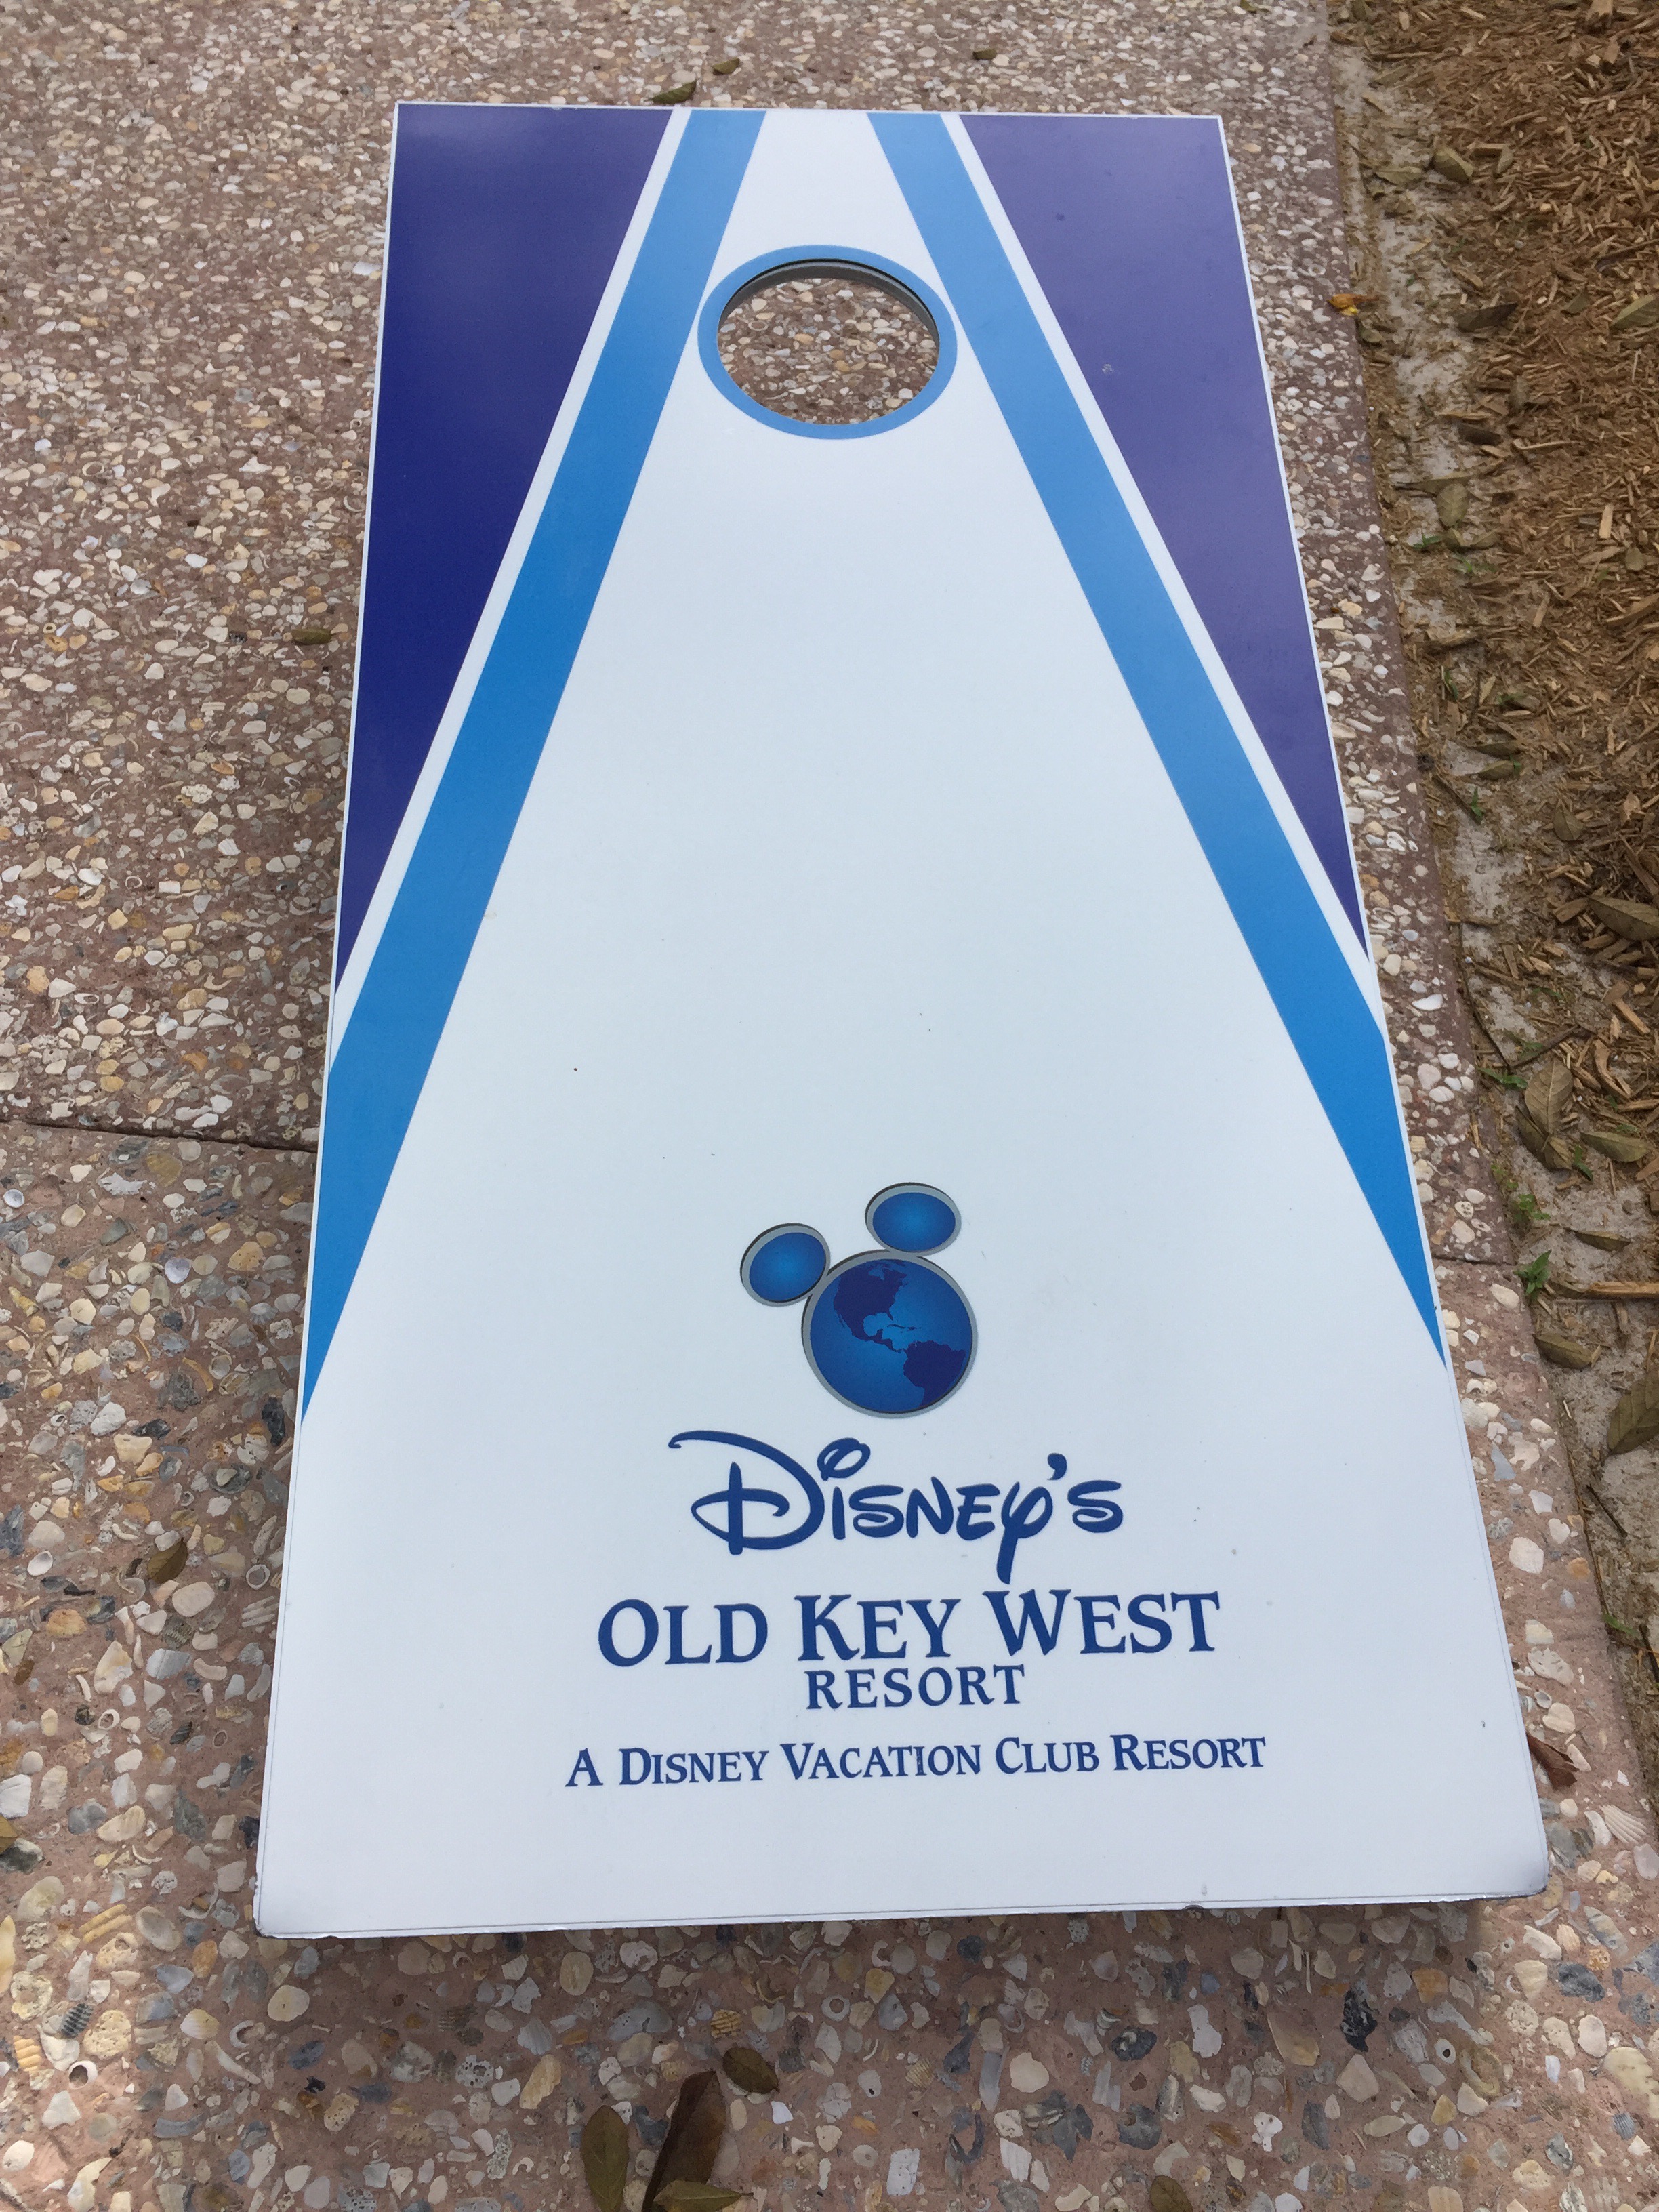 Disney's
OLD KEY WEST
RESORT
A DISNEY VACATION CLUB RESORT